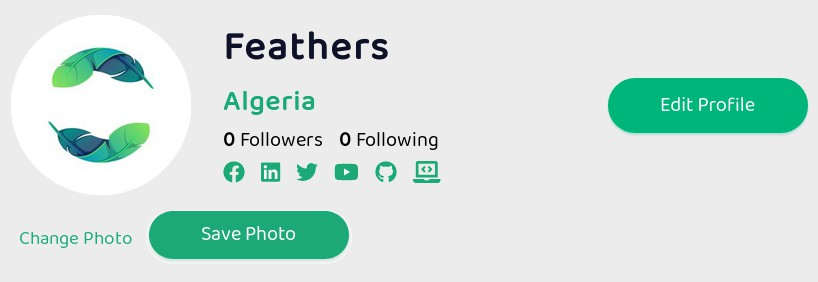 Feathers
Algeria
Edit Profile
0 Followers 0 Following
Change Photo
Save Photo